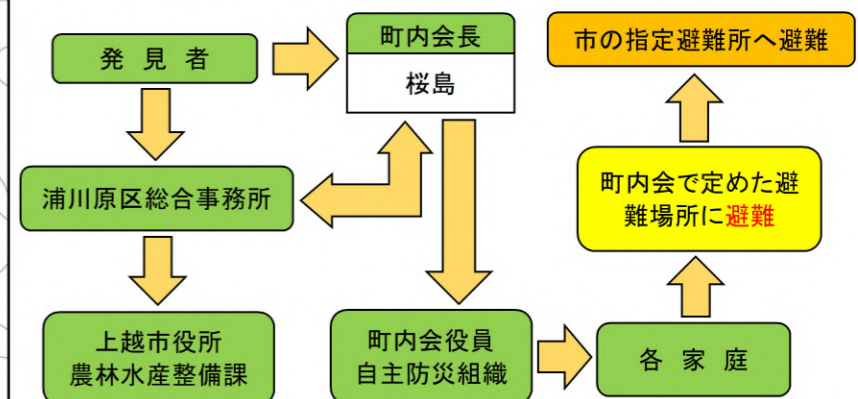 発見者
町内会長
桜島
市の指定避難所へ避難
浦川原区総合事務所
町内会で定めた避
難場所に避難
上越市役所
農林水産整備課
町内会役員
自主防災組織
各家庭